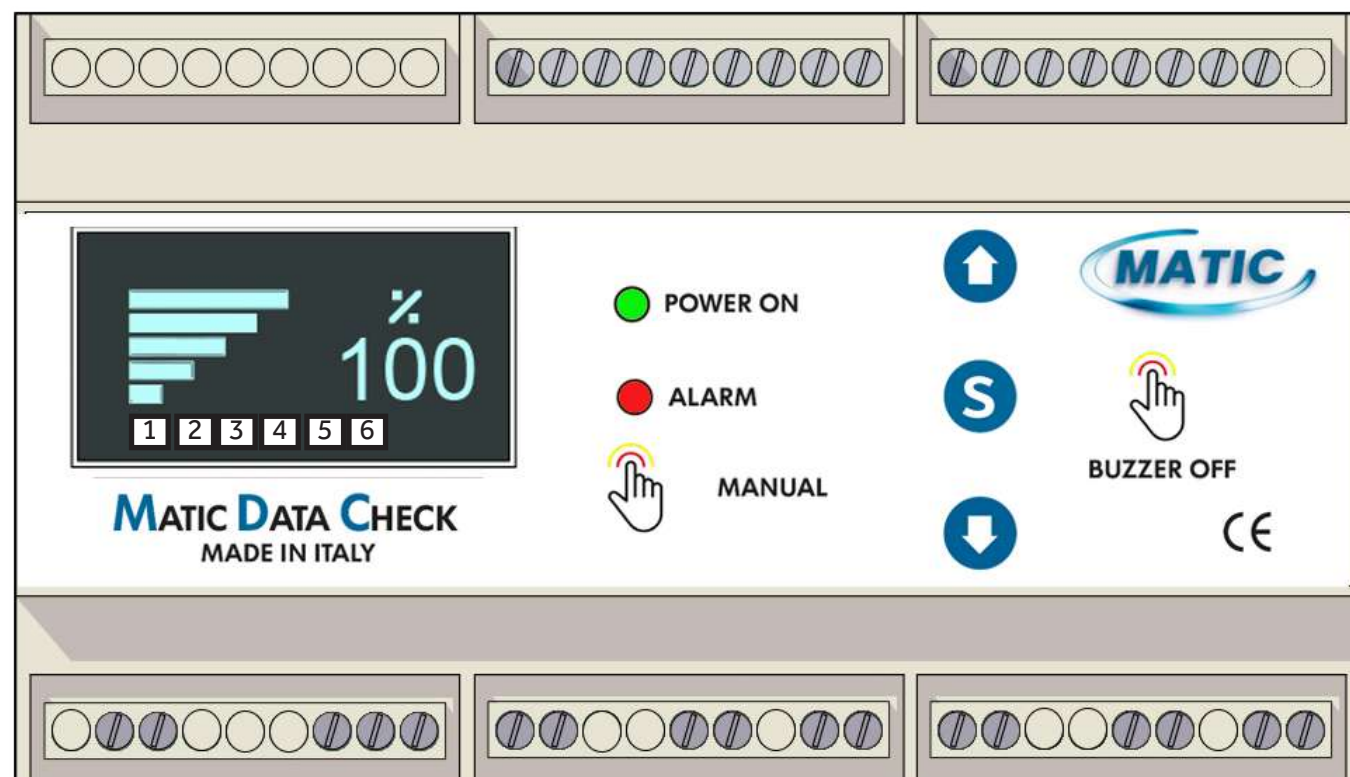 %
100
1 2 3 4 5 6
MATIC DATA CHECK
MADE IN ITALY
POWER ON
ALARM
MANUAL
S
MATIC
BUZZER OFF
CE